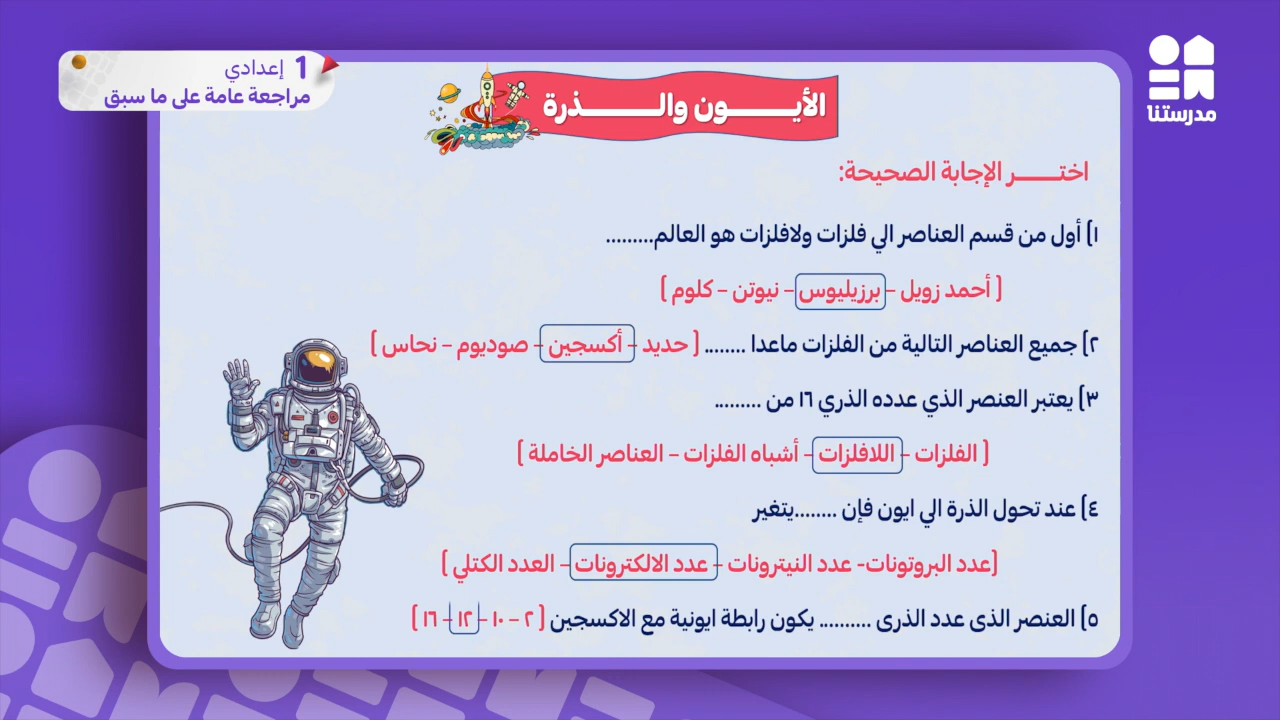 1 إعدادي
مراجعة عامة على ما سبق
مدرستنا
الأيـــــون والـــــــذرة
اختـــــر الإجابة الصحيحة:
١) أول من قسم العناصر الي فلزات ولافلزات هو العالم.........
( أحمد زويل – برزيليوس – نيوتن – كلوم )
٢) جميع العناصر التالية من الفلزات ماعدا ........ ( حديد – أكسجين – صوديوم – نحاس )
٣) يعتبر العنصر الذي عدده الذري ١٦ من .........
( الفلزات – اللافلزات – أشباه الفلزات – العناصر الخاملة )
٤) عند تحول الذرة الي ايون فإن ........يتغير
(عدد البروتونات- عدد النيترونات – عدد الالكترونات – العدد الكتلي )
٥) العنصر الذى عدد الذرى .......... يكون رابطة ايونية مع الاكسجين ( ٢ – ١٠ – ١٢ – ١٦ )